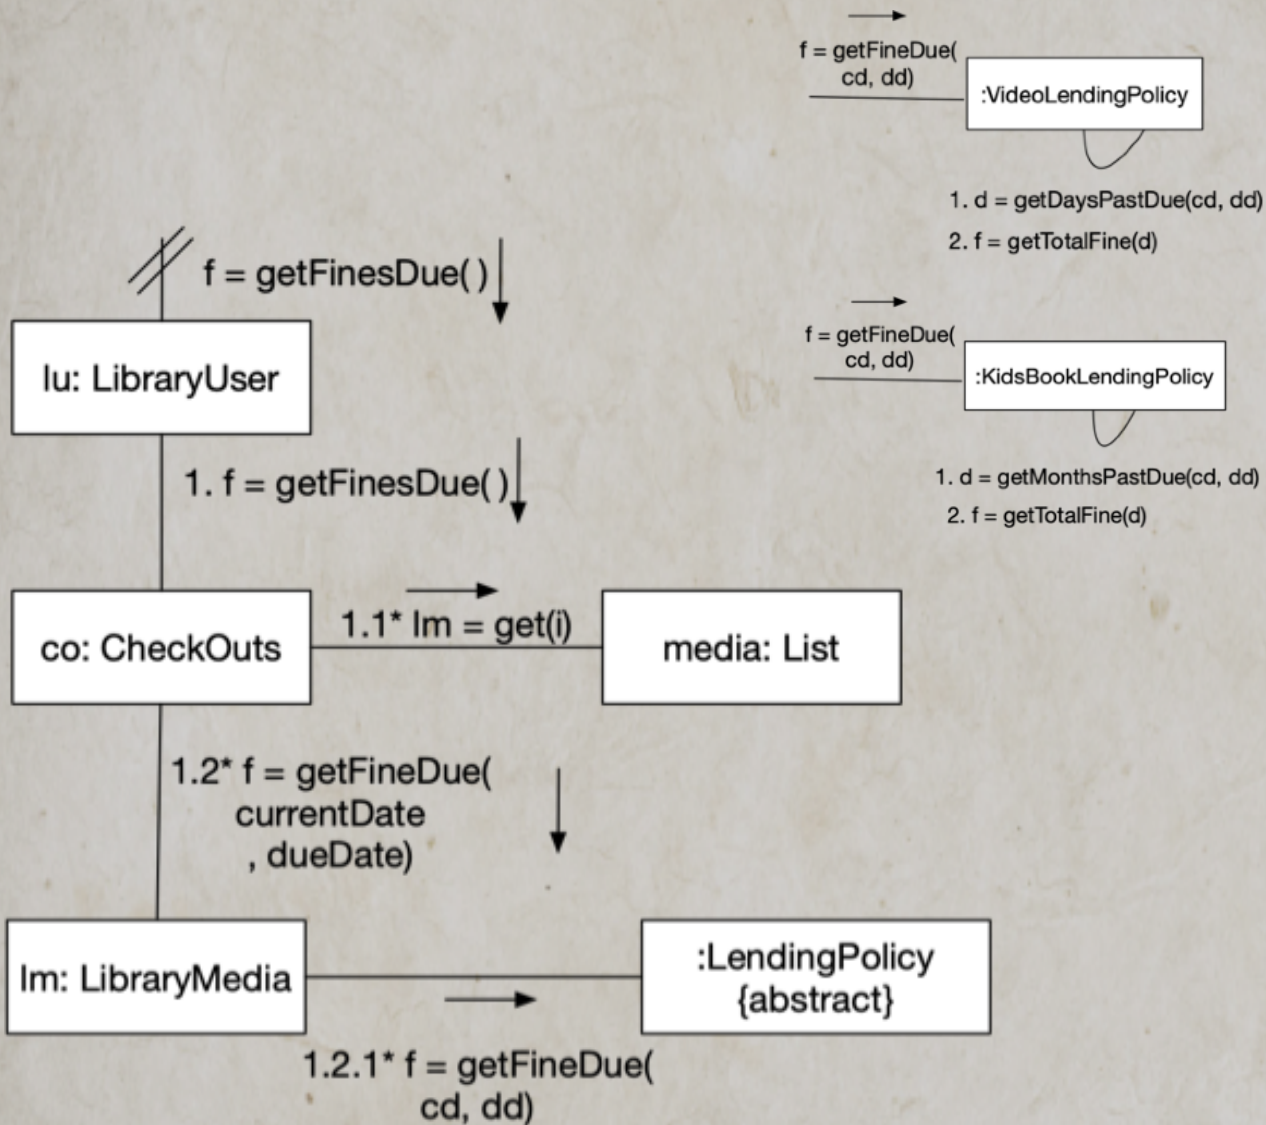 f = getFineDue(
cd, dd)
:VideoLendingPolicy
1. d = getDaysPastDue(cd, dd)
2. f = getTotalFine(d)
f = getFinesDue( )
lu: LibraryUser
f = getFineDue(
cd, dd)
:KidsBookLendingPolicy
1. d = getMonthsPastDue(cd, dd)
2. f = getTotalFine(d)
1. f = getFinesDue( )
co: CheckOuts
1.1* lm = get(i)
media: List
1.2* f = getFineDue(
currentDate
, dueDate)
lm: LibraryMedia
:LendingPolicy
{abstract}
1.2.1* f = getFineDue(
cd, dd)